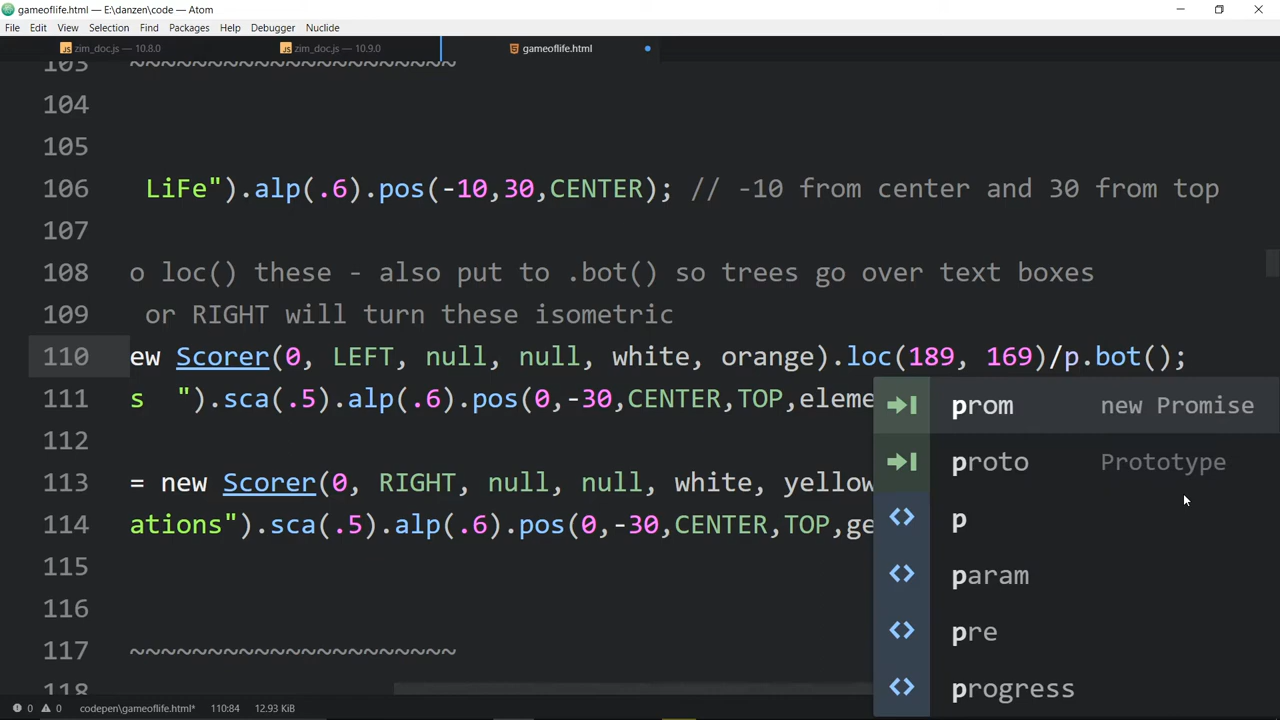 gameoflife.html — E:\danzen\code — Atom
File Edit View Selection Find Packages Help Debugger Nuclide
zim_doc.js — 10.8.0 zim_doc.js — 10.9.0 gameoflife.html
103 ~~~~~~~~~~~~~~~~~~~~~
104
105
106 LiFe").alp(.6).pos(-10,30,CENTER); // -10 from center and 30 from top
107
108 o loc() these - also put to .bot() so trees go over text boxes
109 or RIGHT will turn these isometric
110 ew Scorer(0, LEFT, null, null, white, orange).loc(189, 169)/p.bot();
111 s ").sca(.5).alp(.6).pos(0,-30,CENTER,TOP,eleme
prom new Promise
112
proto Prototype
113 = new Scorer(0, RIGHT, null, null, white, yellow
114 ations").sca(.5).alp(.6).pos(0,-30,CENTER,TOP,ge
p
115
param
116
pre
117 ~~~~~~~~~~~~~~~~~~~~~
118
progress
0 0 codepen\gameoflife.html* 110:84 12.93 KiB